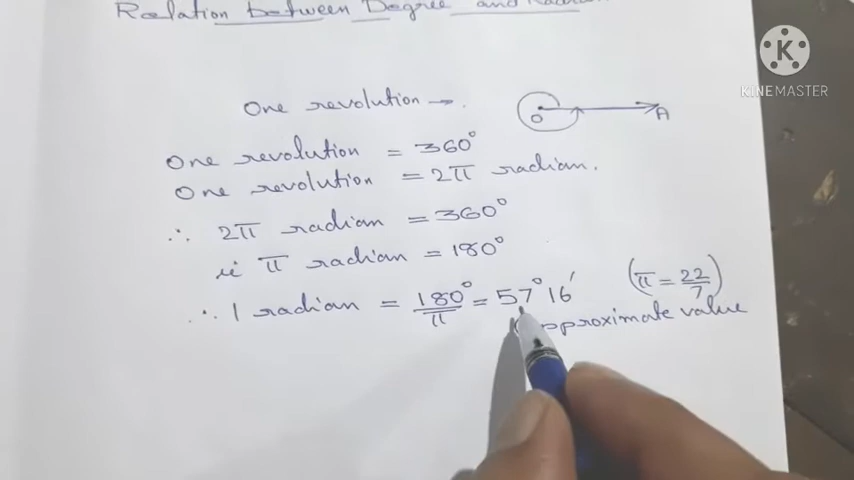 Relation between Degree and Radian
KINEMASTER
One revolution →.
O A
One revolution = 360°
One revolution = 2π radian.
∴ 2π radian = 360°
ie π radian = 180°
∴ 1 radian = 180°/π = 57° 16′ (π = 22/7)
approximate value